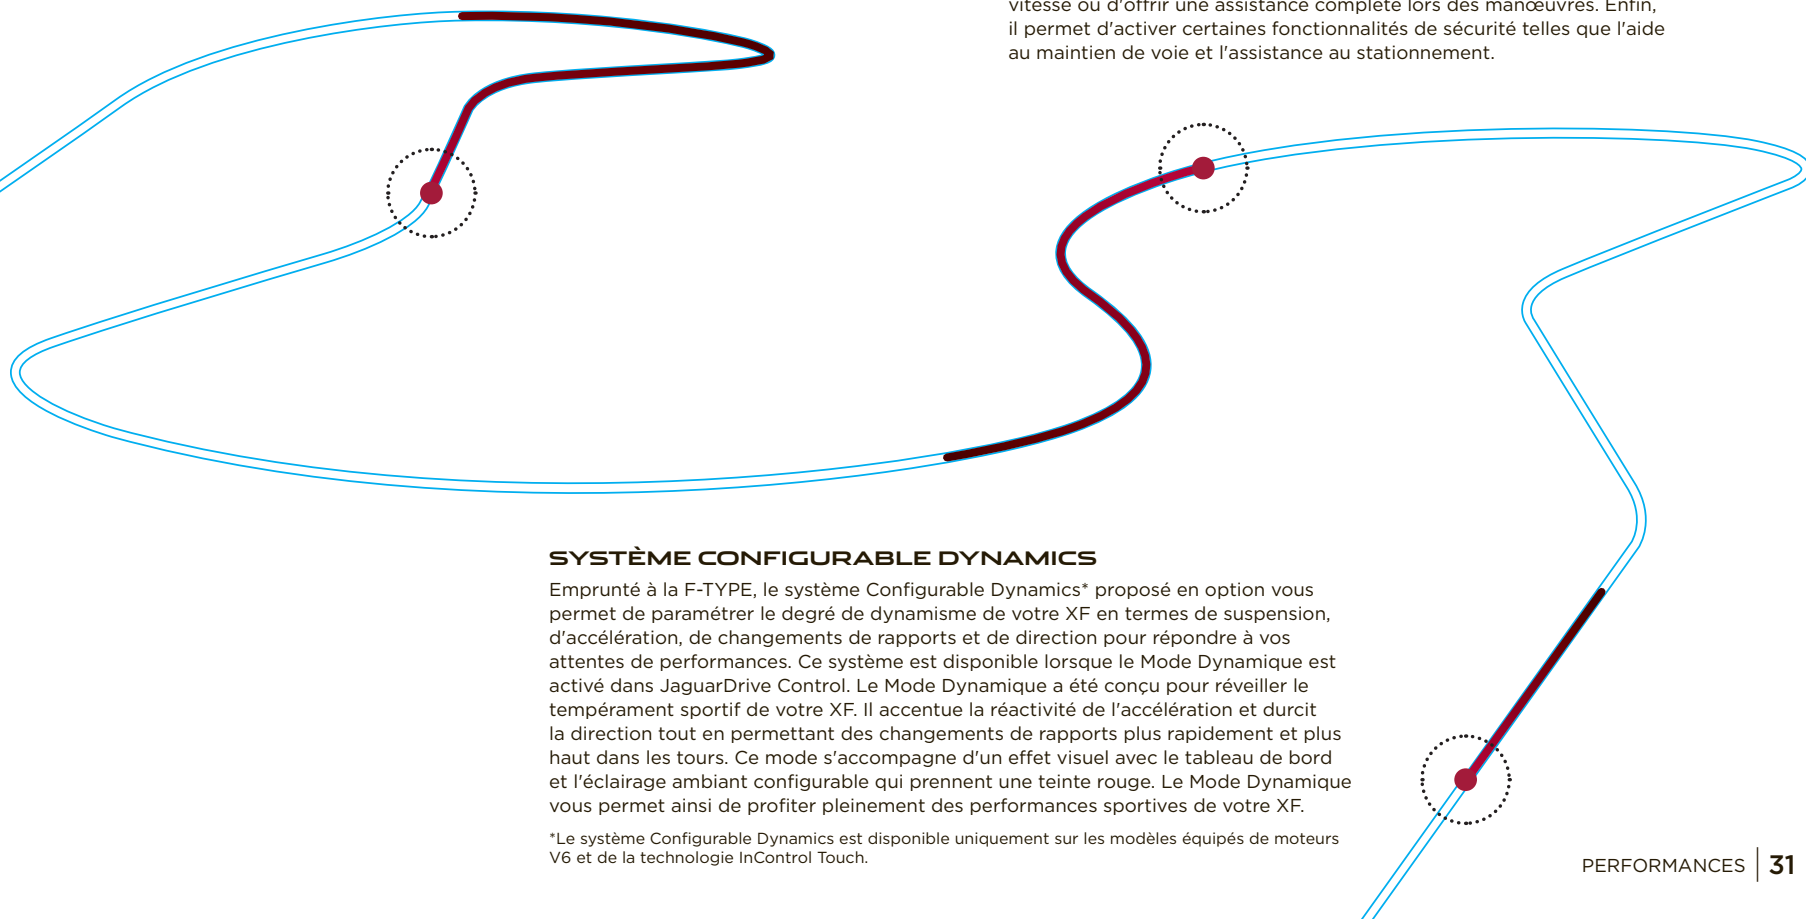 vitesse ou d'offrir une assistance complète lors des manœuvres. Enfin,
il permet d'activer certaines fonctionnalités de sécurité telles que l'aide
au maintien de voie et l'assistance au stationnement.
SYSTÈME CONFIGURABLE DYNAMICS
Emprunté à la F-TYPE, le système Configurable Dynamics* proposé en option vous
permet de paramétrer le degré de dynamisme de votre XF en termes de suspension,
d'accélération, de changements de rapports et de direction pour répondre à vos
attentes de performances. Ce système est disponible lorsque le Mode Dynamique est
activé dans JaguarDrive Control. Le Mode Dynamique a été conçu pour réveiller le
tempérament sportif de votre XF. Il accentue la réactivité de l'accélération et durcit
la direction tout en permettant des changements de rapports plus rapidement et plus
haut dans les tours. Ce mode s'accompagne d'un effet visuel avec le tableau de bord
et l'éclairage ambiant configurable qui prennent une teinte rouge. Le Mode Dynamique
vous permet ainsi de profiter pleinement des performances sportives de votre XF.
*Le système Configurable Dynamics est disponible uniquement sur les modèles équipés de moteurs
V6 et de la technologie InControl Touch.
PERFORMANCES 31